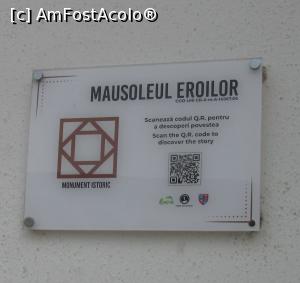 [c] AmFostAcolo®
MAUSOLEUL EROILOR
Scanează codul Q.R. pentru
a descoperi povestea
Scan the Q.R. code to
discover the story
MONUMENT ISTORIC